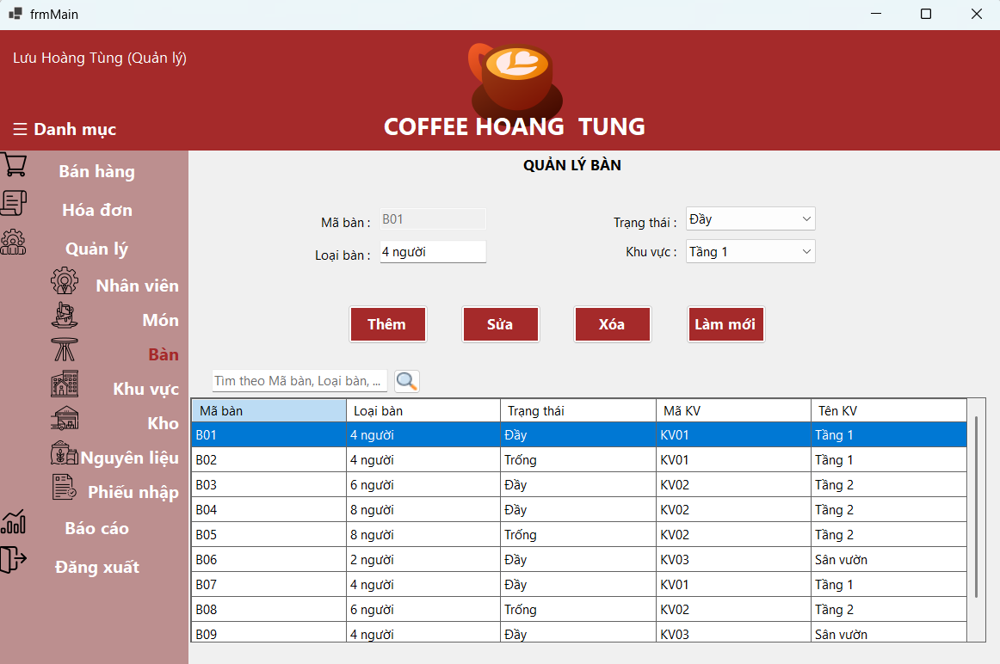 frmMain
Lưu Hoàng Tùng (Quản lý)
COFFEE HOANG TUNG
☰ Danh mục
Bán hàng
Hóa đơn
Quản lý
Nhân viên
Món
Bàn
Khu vực
Kho
Nguyên liệu
Phiếu nhập
Báo cáo
Đăng xuất
QUẢN LÝ BÀN
Mã bàn : B01 Trạng thái : Đầy
Loại bàn : 4 người Khu vực : Tầng 1
Thêm Sửa Xóa Làm mới
Tìm theo Mã bàn, Loại bàn, ...
Mã bàn Loại bàn Trạng thái Mã KV Tên KV
B01 4 người Đầy KV01 Tầng 1
B02 4 người Trống KV01 Tầng 1
B03 6 người Đầy KV02 Tầng 2
B04 8 người Đầy KV02 Tầng 2
B05 8 người Trống KV02 Tầng 2
B06 2 người Đầy KV03 Sân vườn
B07 4 người Đầy KV01 Tầng 1
B08 6 người Trống KV02 Tầng 2
B09 4 người Đầy KV03 Sân vườn